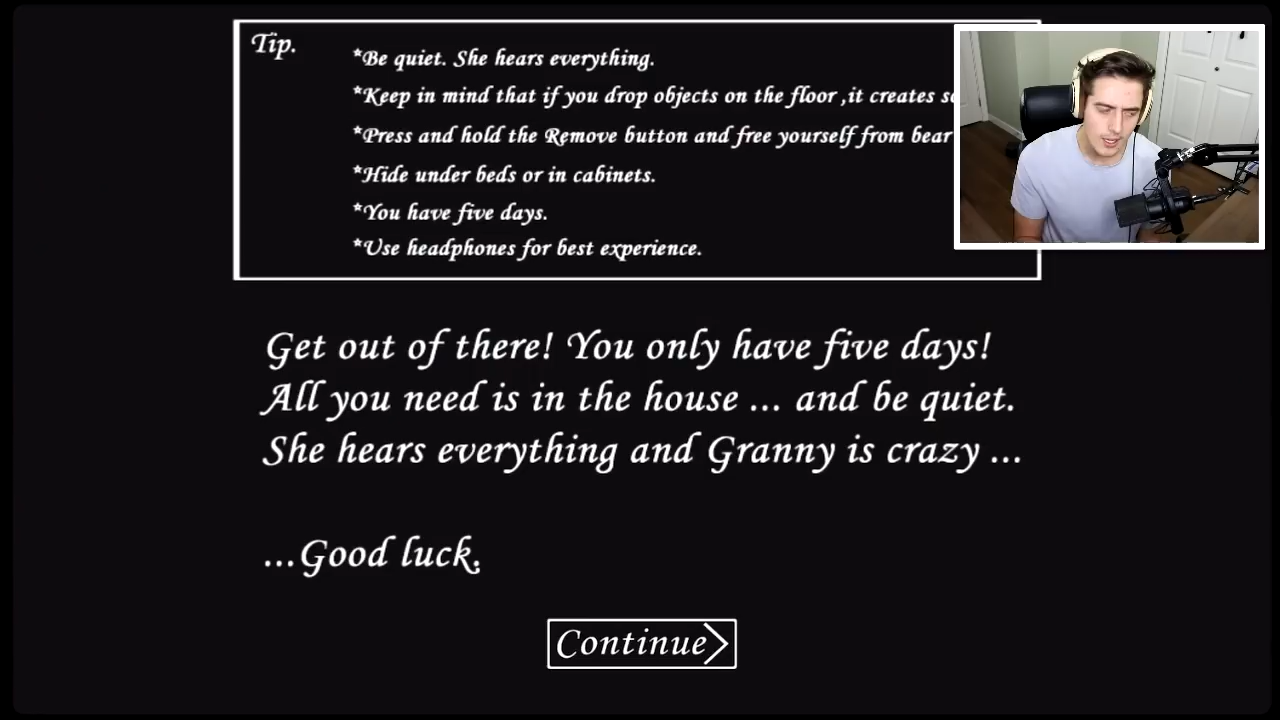 Tip.
*Be quiet. She hears everything.
*Keep in mind that if you drop objects on the floor ,it creates
*Press and hold the Remove button and free yourself from bear
*Hide under beds or in cabinets.
*You have five days.
*Use headphones for best experience.
Get out of there! You only have five days!
All you need is in the house ... and be quiet.
She hears everything and Granny is crazy ...
...Good luck.
Continue>